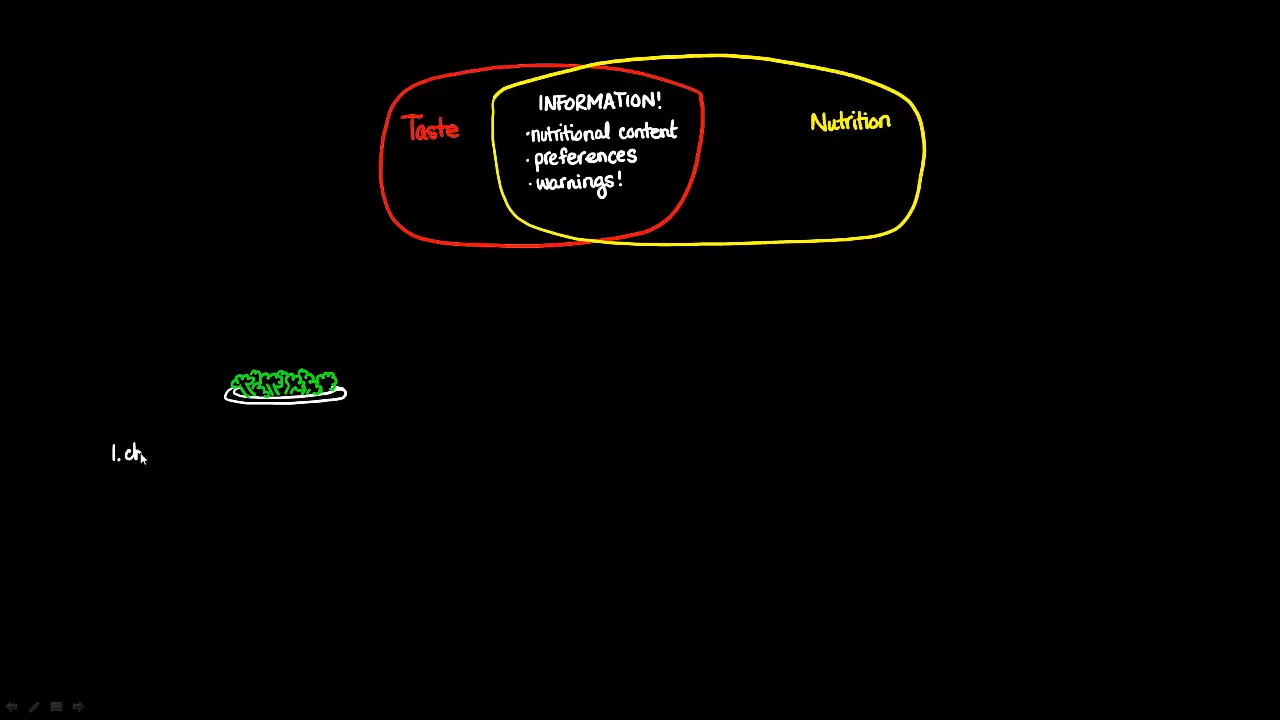 Taste
INFORMATION!
· nutritional content
· preferences
· warnings!
Nutrition
1. ch